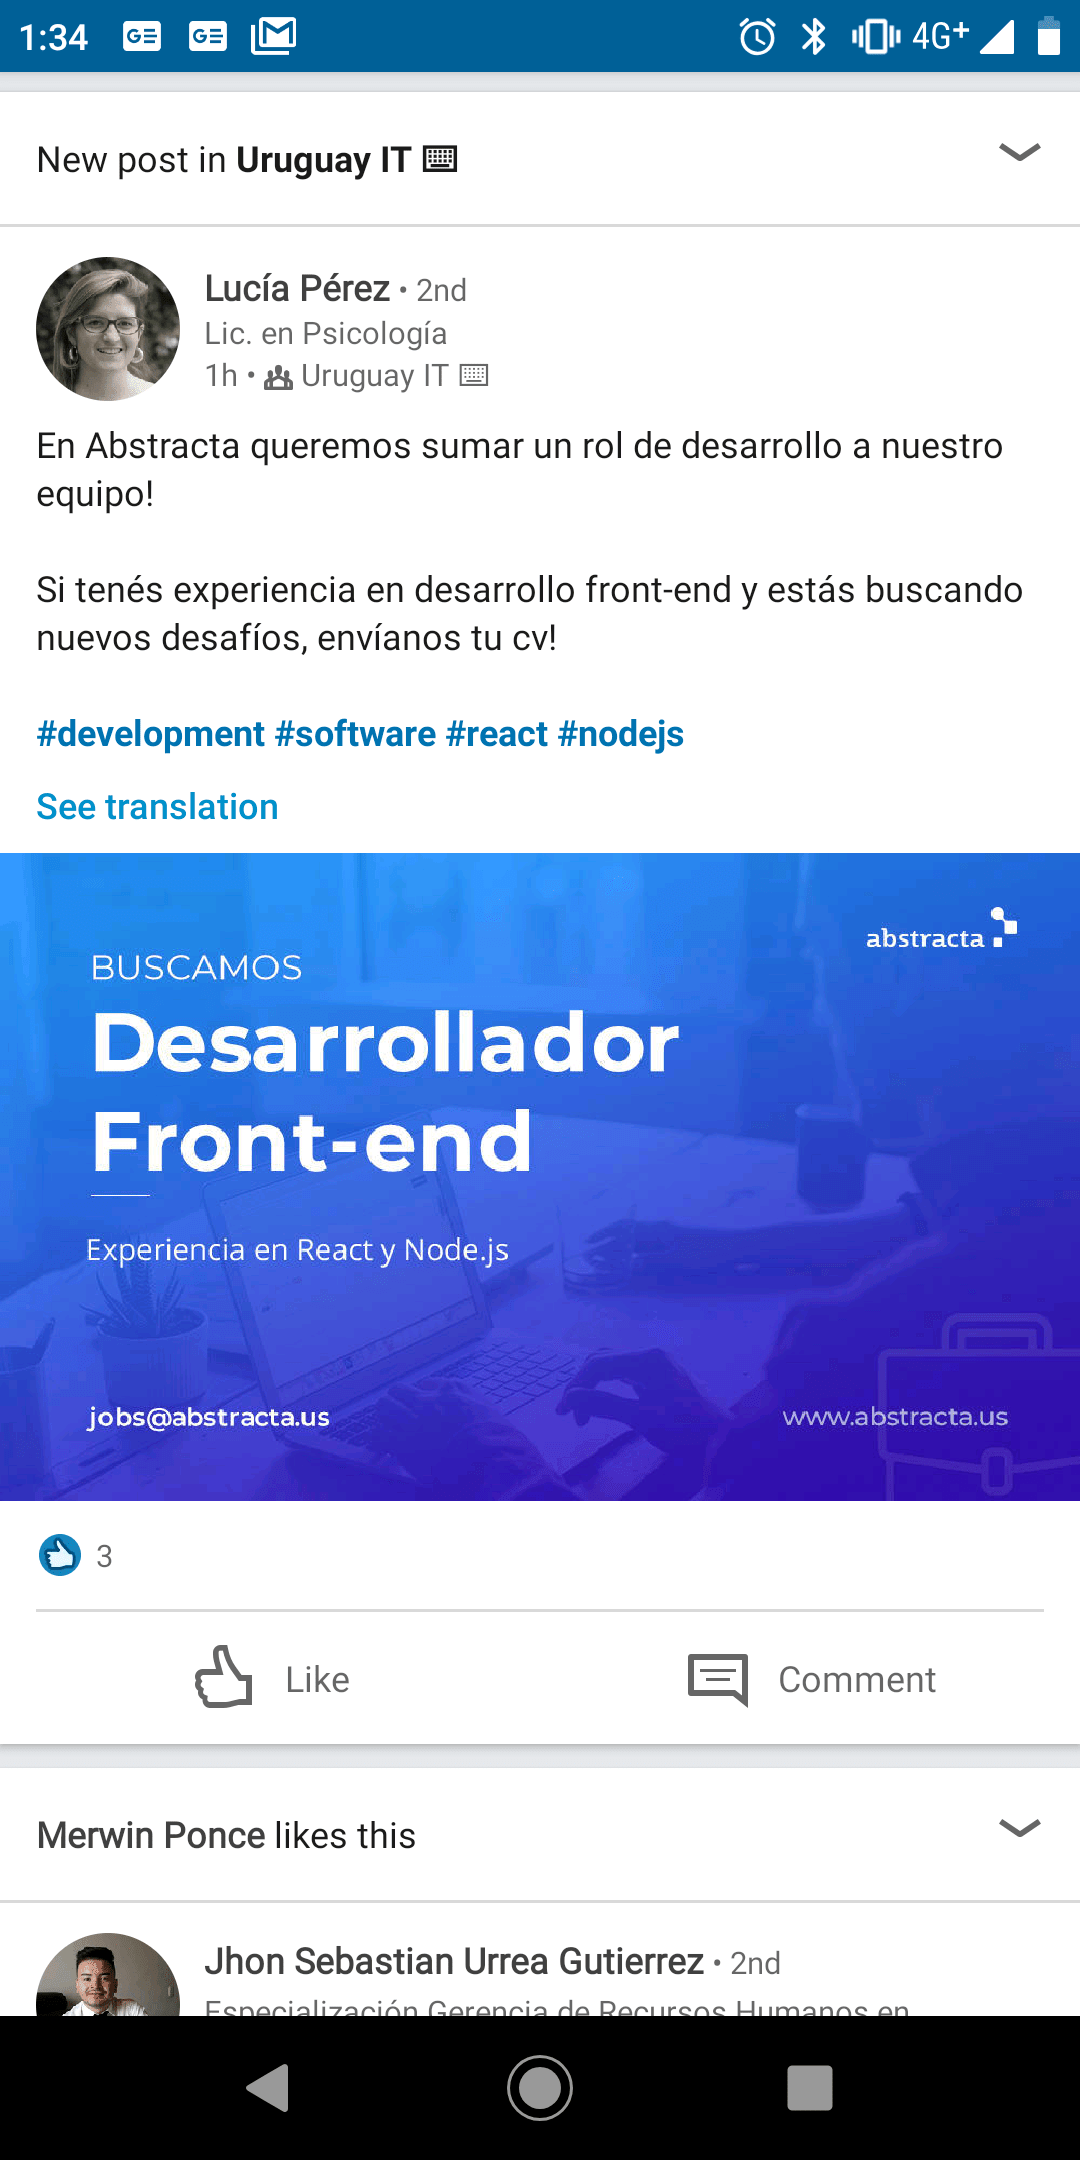 1:34
GE
GE
4G+
New post in Uruguay IT
Lucía Pérez • 2nd
Lic. en Psicología
1h • Uruguay IT
En Abstracta queremos sumar un rol de desarrollo a nuestro
equipo!
Si tenés experiencia en desarrollo front-end y estás buscando
nuevos desafíos, envíanos tu cv!
#development #software #react #nodejs
See translation
abstracta
BUSCAMOS
Desarrollador
Front-end
Experiencia en React y Node.js
jobs@abstracta.us
www.abstracta.us
3
Like
Comment
Merwin Ponce likes this
Jhon Sebastian Urrea Gutierrez • 2nd
Especialización Gerencia de Recursos Humanos en